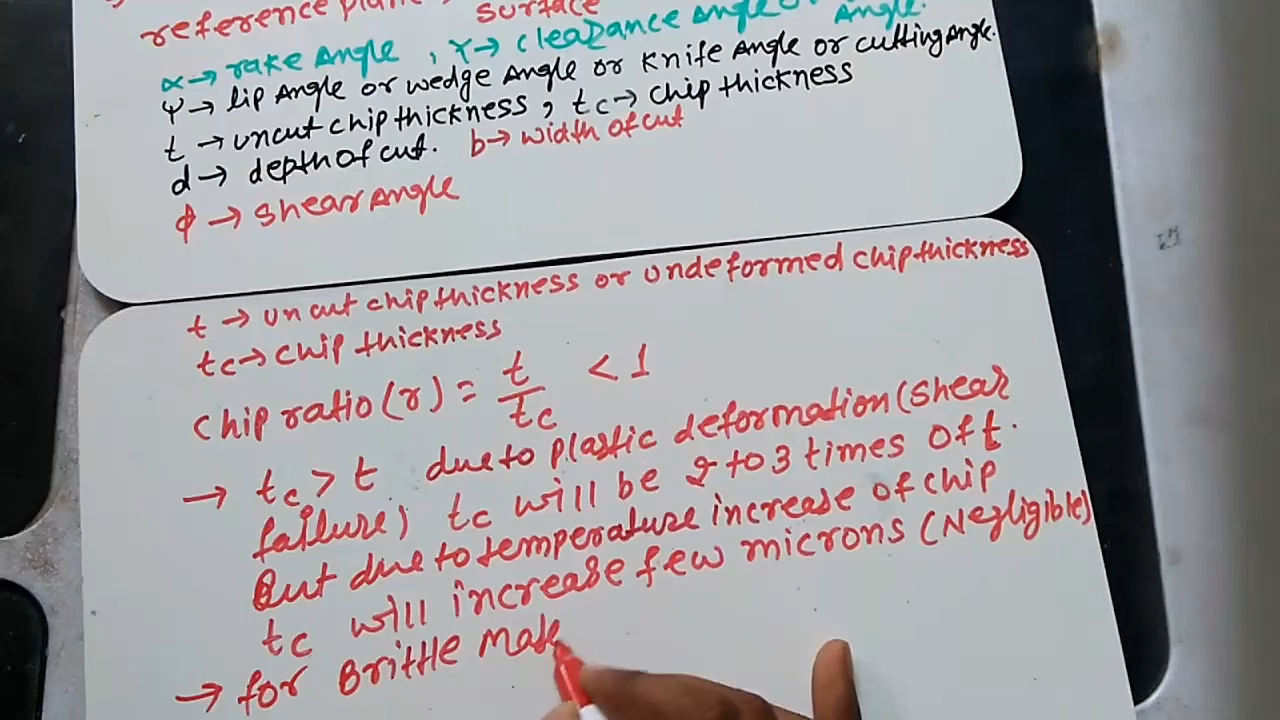 reference plane
surface
α→ rake Angle , γ→ clearance Angle or Angle.
ψ→ lip Angle or wedge Angle or knife Angle or cutting Angle.
t → uncut chip thickness , tc→ chip thickness
d → depth of cut. b→ width of cut
ϕ → shear Angle
t → uncut chip thickness or undeformed chip thickness
tc→ chip thickness
chip ratio (r) = t/tc < 1
→ tc > t due to plastic deformation (shear
failure) tc will be 2 to 3 times of t.
But due to temperature increase of chip
tc will increase few microns (Negligible)
→ for Brittle Mate